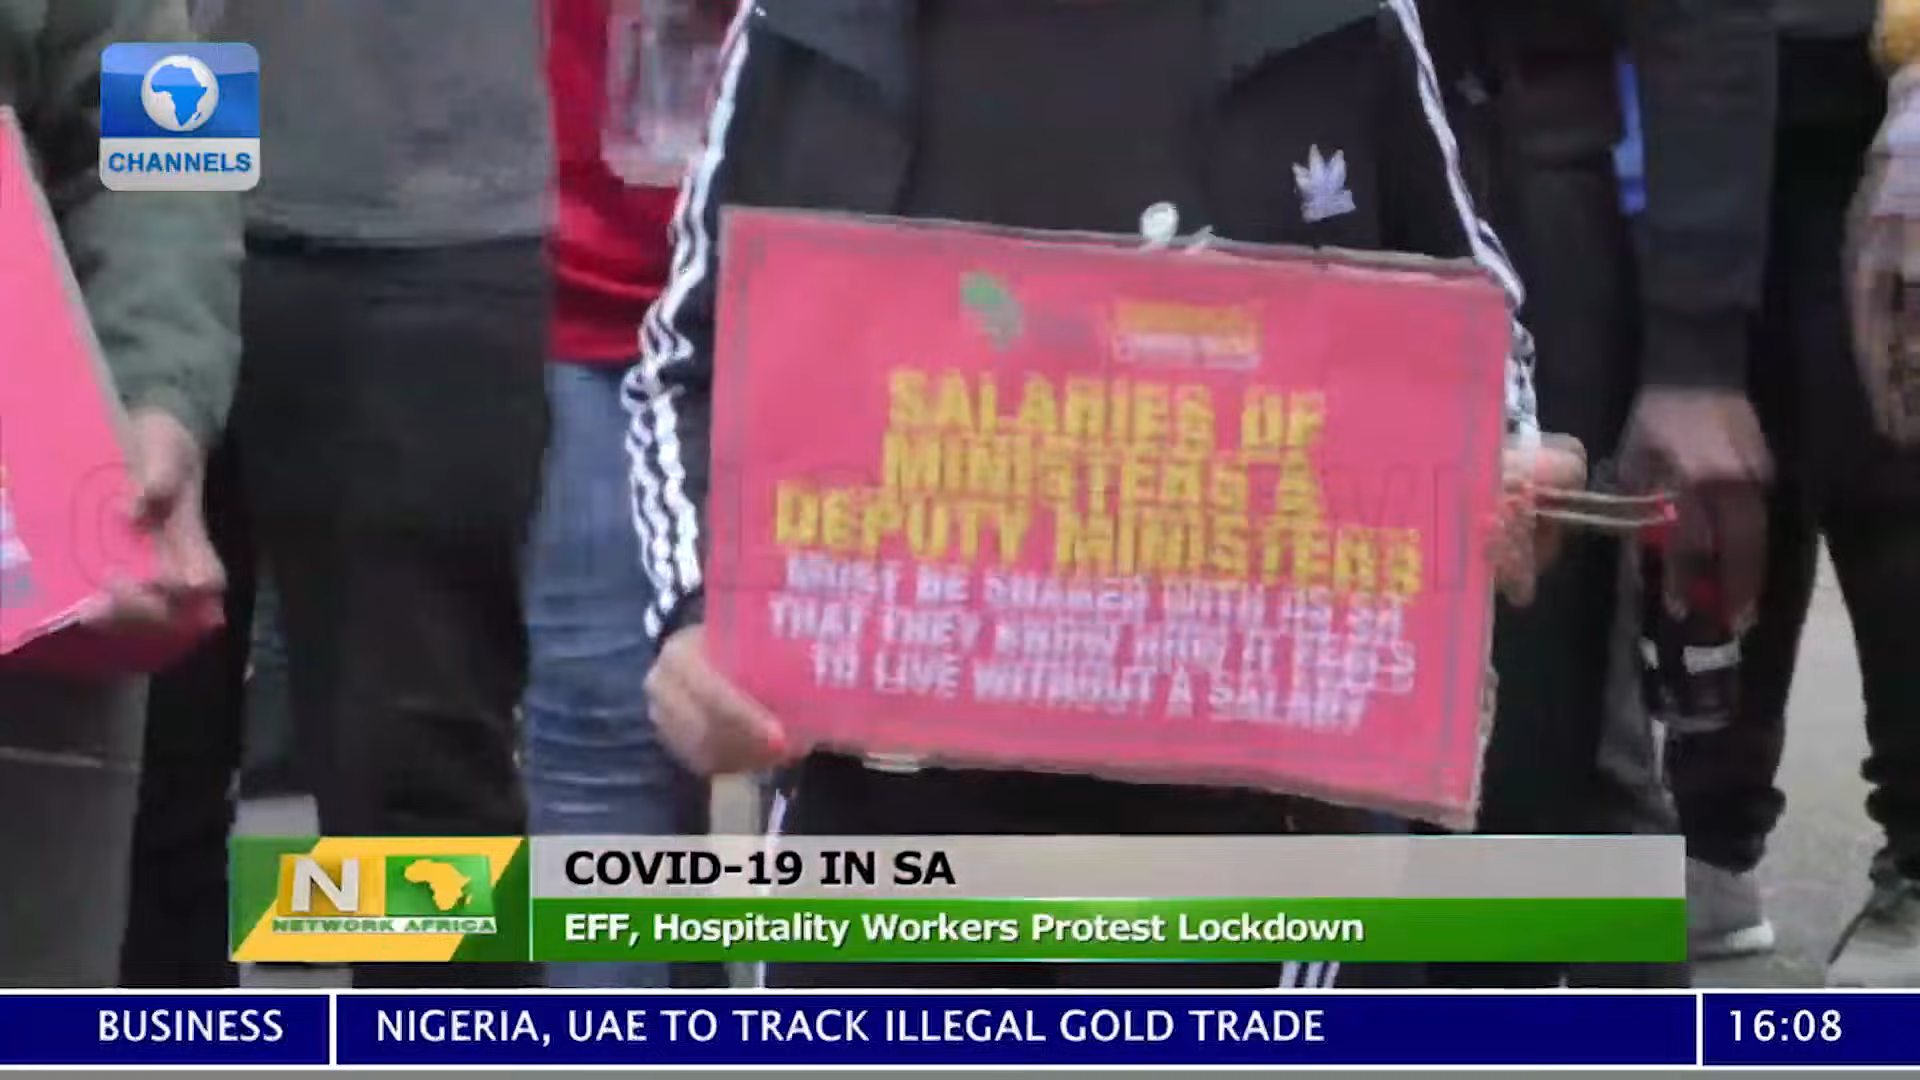 CHANNELS
SALARIES OF
MINISTERS &
DEPUTY MINISTERS
MUST BE SHARED WITH US SO
THAT THEY KNOW HOW IT FEELS
TO LIVE WITHOUT A SALARY
N
NETWORK AFRICA
COVID-19 IN SA
EFF, Hospitality Workers Protest Lockdown
BUSINESS
NIGERIA, UAE TO TRACK ILLEGAL GOLD TRADE
16:08